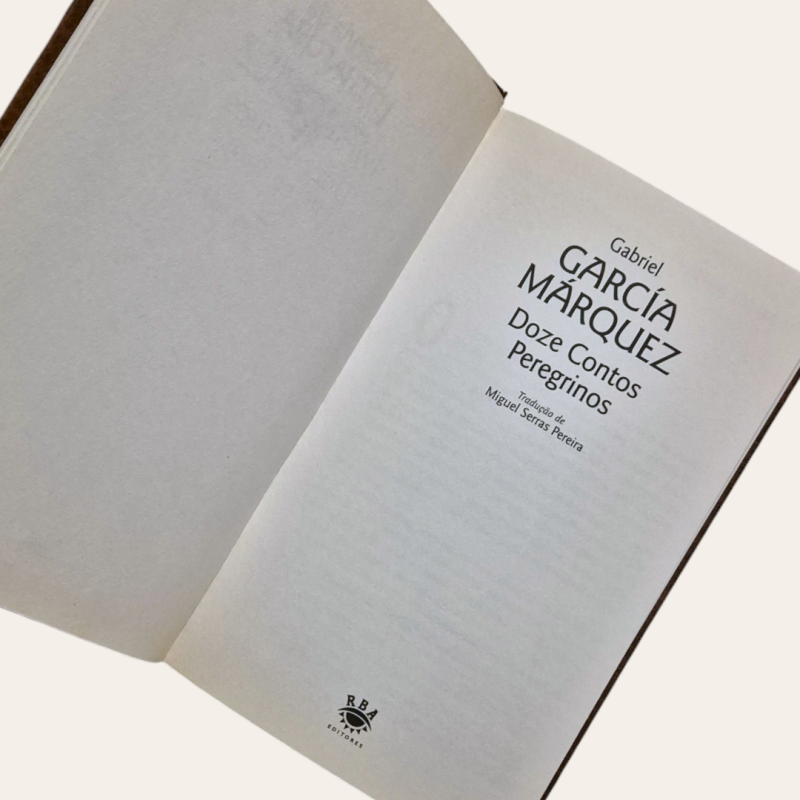 Gabriel
GARCÍA
MÁRQUEZ
Doze Contos
Peregrinos
Tradução de
Miguel Serras Pereira
RBA
EDITORES